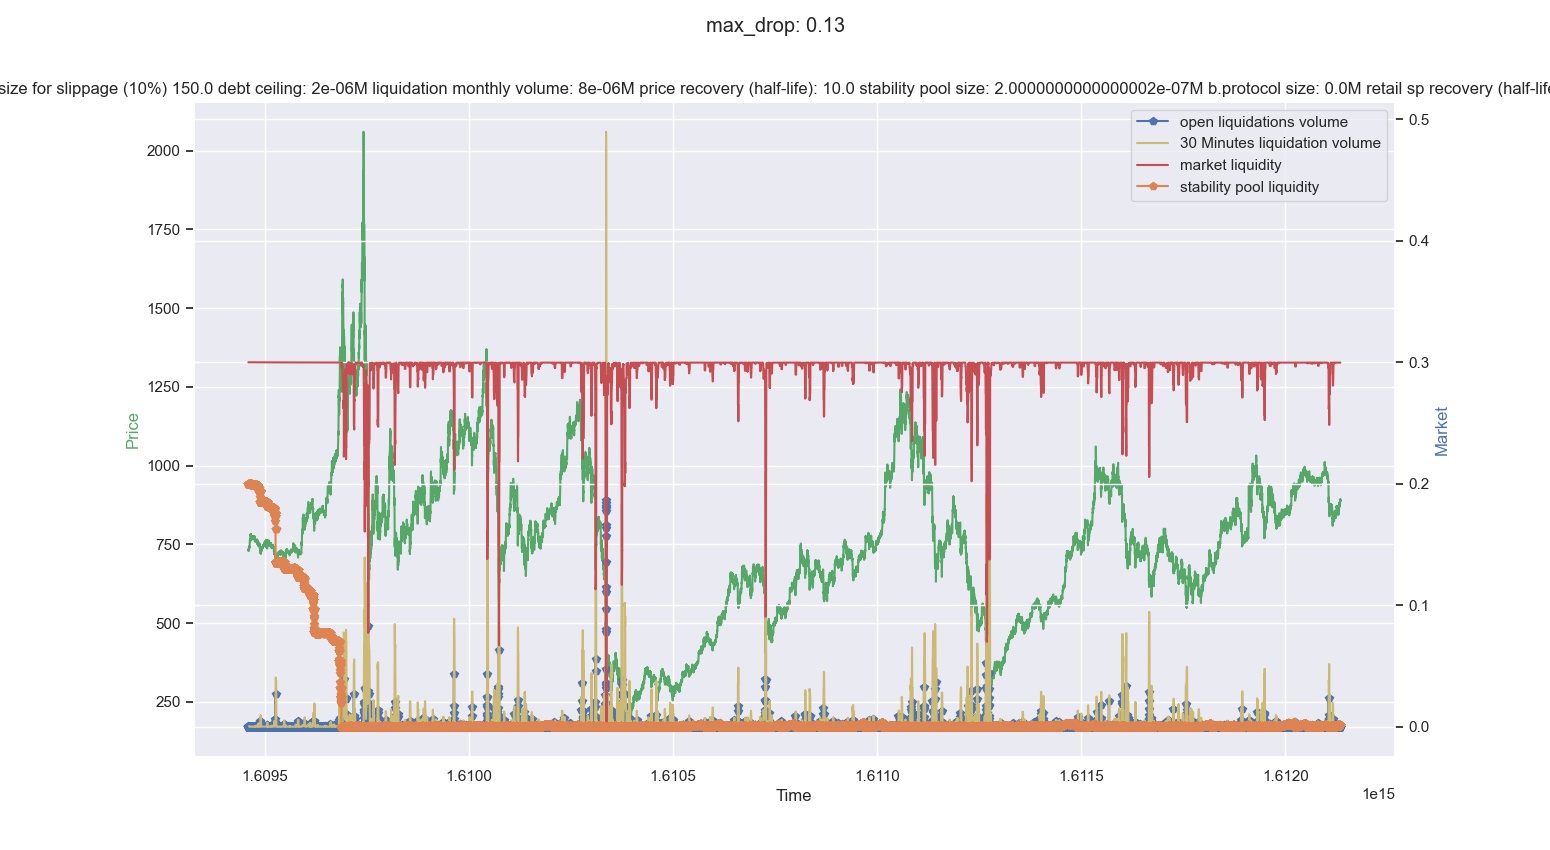 max_drop: 0.13
size for slippage (10%) 150.0 debt ceiling: 2e-06M liquidation monthly volume: 8e-06M price recovery (half-life): 10.0 stability pool size: 2.0000000000000002e-07M b.protocol size: 0.0M retail sp recovery (half-life
open liquidations volume
30 Minutes liquidation volume
market liquidity
stability pool liquidity
2000
1750
1500
1250
1000
750
500
250
Price
0.5
0.4
0.3
0.2
0.1
0.0
Market
1.6095 1.6100 1.6105 1.6110 1.6115 1.6120
1e15
Time